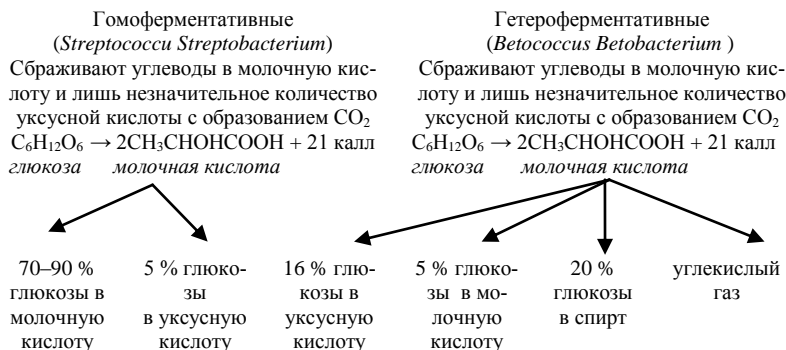 Гомоферментативные
(Streptococcu Streptobacterium)
Сбраживают углеводы в молочную кис-
лоту и лишь незначительное количество
уксусной кислоты с образованием CO₂
C₆H₁₂O₆ → 2CH₃CHOHCOOH + 21 калл
глюкоза молочная кислота
Гетероферментативные
(Betococcus Betobacterium )
Сбраживают углеводы в молочную кис-
лоту и лишь незначительное количество
уксусной кислоты с образованием CO₂
C₆H₁₂O₆ → 2CH₃CHOHCOOH + 21 калл
глюкоза молочная кислота
70–90 %
глюкозы в
молочную
кислоту
5 % глюко-
зы
в уксусную
кислоту
16 % глю-
козы в
уксусную
кислоту
5 % глюко-
зы в мо-
лочную
кислоту
20 %
глюкозы
в спирт
углекислый
газ